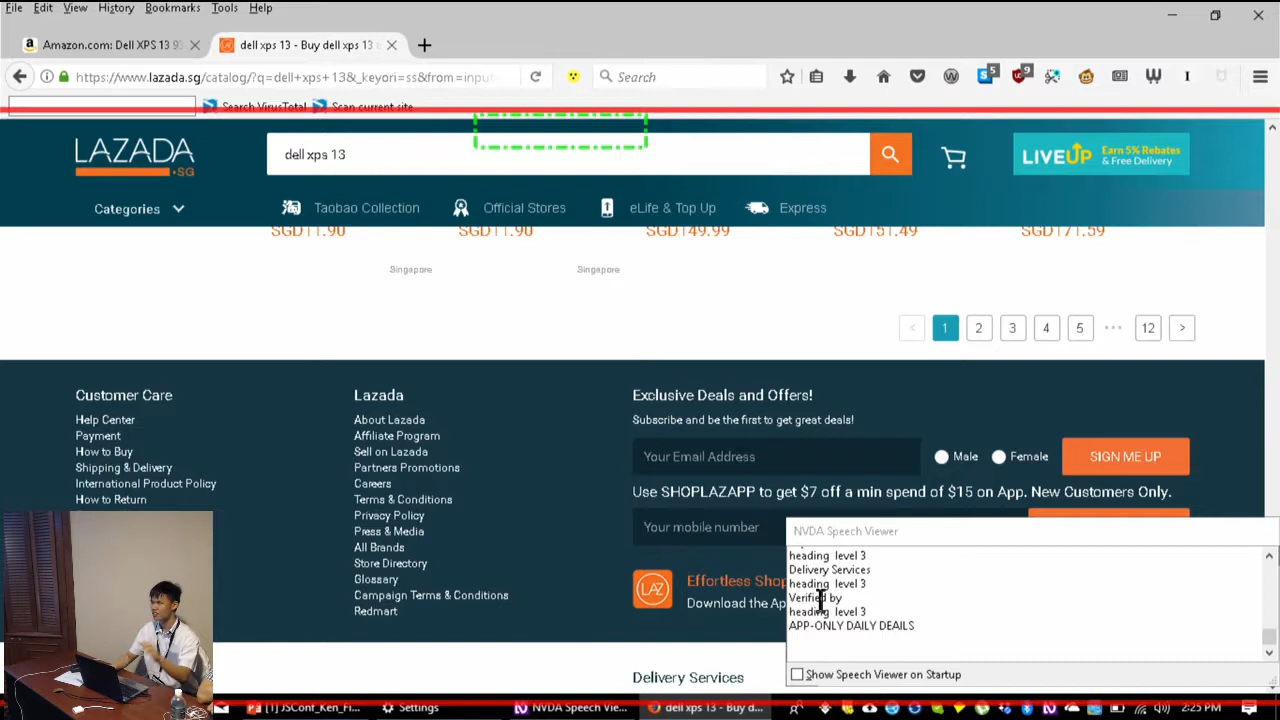 File Edit View History Bookmarks Tools Help
Amazon.com: Dell XPS 13 93
dell xps 13 - Buy dell xps 13
https://www.lazada.sg/catalog/?q=dell+xps+13&_keyori=ss&from=input
Search
5
9
Search VirusTotal
Scan current site
LAZADA
.SG
dell xps 13
LIVEUP
Earn 5% Rebates
& Free Delivery
Categories
Taobao Collection
Official Stores
eLife & Top Up
Express
SGD11.90
SGD11.90
SGD149.99
SGD151.49
SGD171.59
Singapore
Singapore
< 1 2 3 4 5 ••• 12 >
Customer Care
Help Center
Payment
How to Buy
Shipping & Delivery
International Product Policy
How to Return
Lazada
About Lazada
Affiliate Program
Sell on Lazada
Partners Promotions
Careers
Terms & Conditions
Privacy Policy
Press & Media
All Brands
Store Directory
Glossary
Campaign Terms & Conditions
Redmart
Exclusive Deals and Offers!
Subscribe and be the first to get great deals!
Your Email Address
Male
Female
SIGN ME UP
Use SHOPLAZAPP to get $7 off a min spend of $15 on App. New Customers Only.
Your mobile number
LAZ
Effortless Shop
Download the Ap
Delivery Services
NVDA Speech Viewer
heading level 3
Delivery Services
heading level 3
Verified by
heading level 3
APP-ONLY DAILY DEAILS
Show Speech Viewer on Startup
[JSConf_Ken_Fi...
Settings
NVDA Speech Vie...
dell xps 13 - Buy d...
2:25 PM